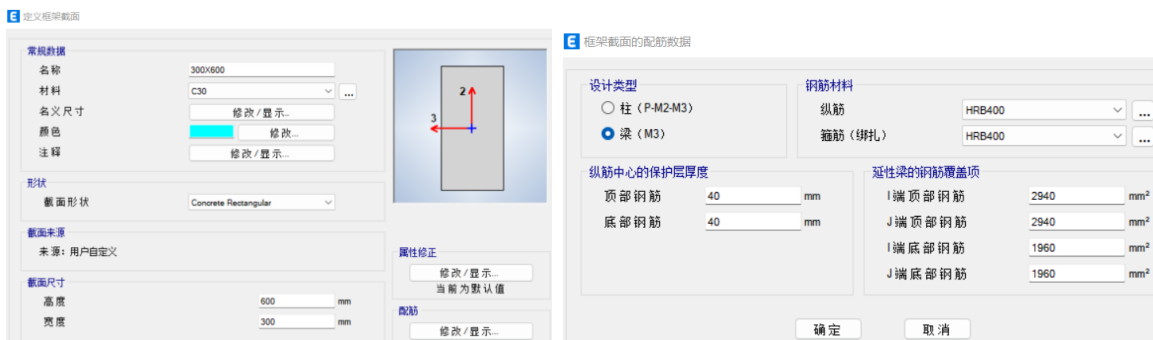 E 定义框架截面
常规数据
名称 300X600
材料 C30 ...
名义尺寸 修改/显示...
颜色 修改...
注释 修改/显示...
形状
截面形状 Concrete Rectangular
截面来源
来源：用户自定义
截面尺寸
高度 600 mm
宽度 300 mm
2
3
属性修正
修改/显示...
当前为默认值
配筋
修改/显示...
E 框架截面的配筋数据
设计类型
柱（P-M2-M3）
梁（M3）
钢筋材料
纵筋 HRB400 ...
箍筋（绑扎） HRB400 ...
纵筋中心的保护层厚度
顶部钢筋 40 mm
底部钢筋 40 mm
延性梁的钢筋覆盖项
I端顶部钢筋 2940 mm²
J端顶部钢筋 2940 mm²
I端底部钢筋 1960 mm²
J端底部钢筋 1960 mm²
确定 取消